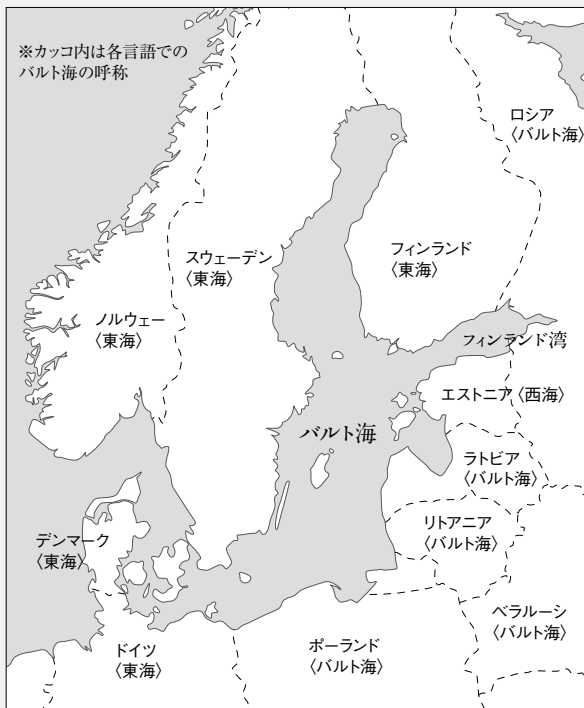 ※カッコ内は各言語での
バルト海の呼称
ロシア
〈バルト海〉
スウェーデン
〈東海〉
フィンランド
〈東海〉
ノルウェー
〈東海〉
フィンランド湾
エストニア〈西海〉
バルト海
ラトビア
〈バルト海〉
リトアニア
〈バルト海〉
デンマーク
〈東海〉
ベラルーシ
〈バルト海〉
ドイツ
〈東海〉
ポーランド
〈バルト海〉